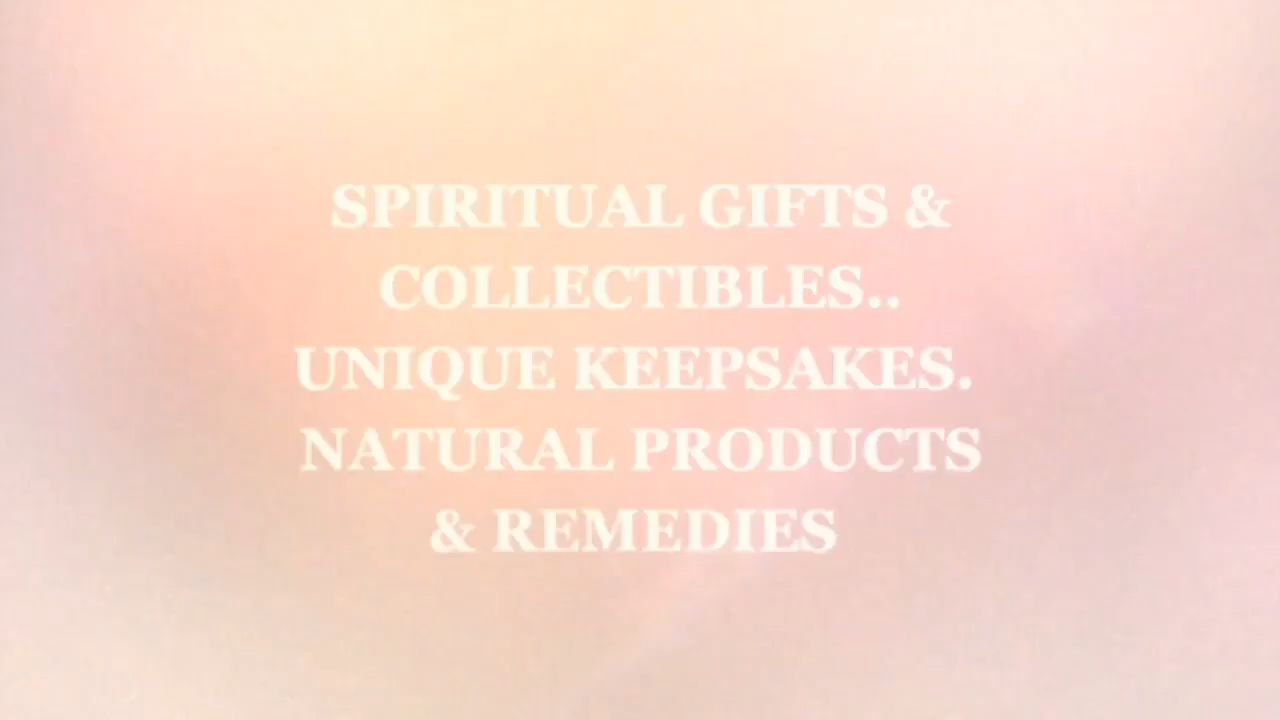 SPIRITUAL GIFTS &
COLLECTIBLES..
UNIQUE KEEPSAKES.
NATURAL PRODUCTS
& REMEDIES